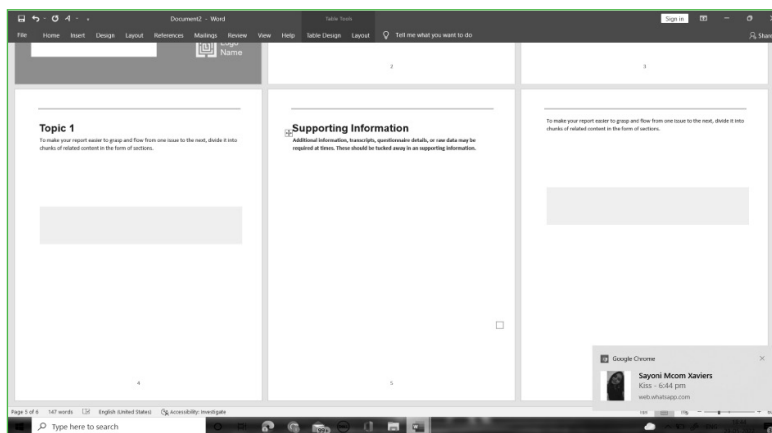 Document2 - Word
Table Tools
Sign in
File Home Insert Design Layout References Mailings Review View Help Table Design Layout Tell me what you want to do
Share
Logo
Name
2
3
Topic 1
To make your report easier to grasp and flow from one issue to the next, divide it into
chunks of related content in the form of sections.
4
Supporting Information
Additional information, transcripts, questionnaire details, or raw data may be
required at times. These should be tucked away in an supporting information.
5
To make your report easier to grasp and flow from one issue to the next, divide it into
chunks of related content in the form of sections.
Google Chrome
Sayoni Mcom Xaviers
Kiss - 6:44 pm
web.whatsapp.com
Page 5 of 6 147 words English (United States) Accessibility: Investigate
Type here to search